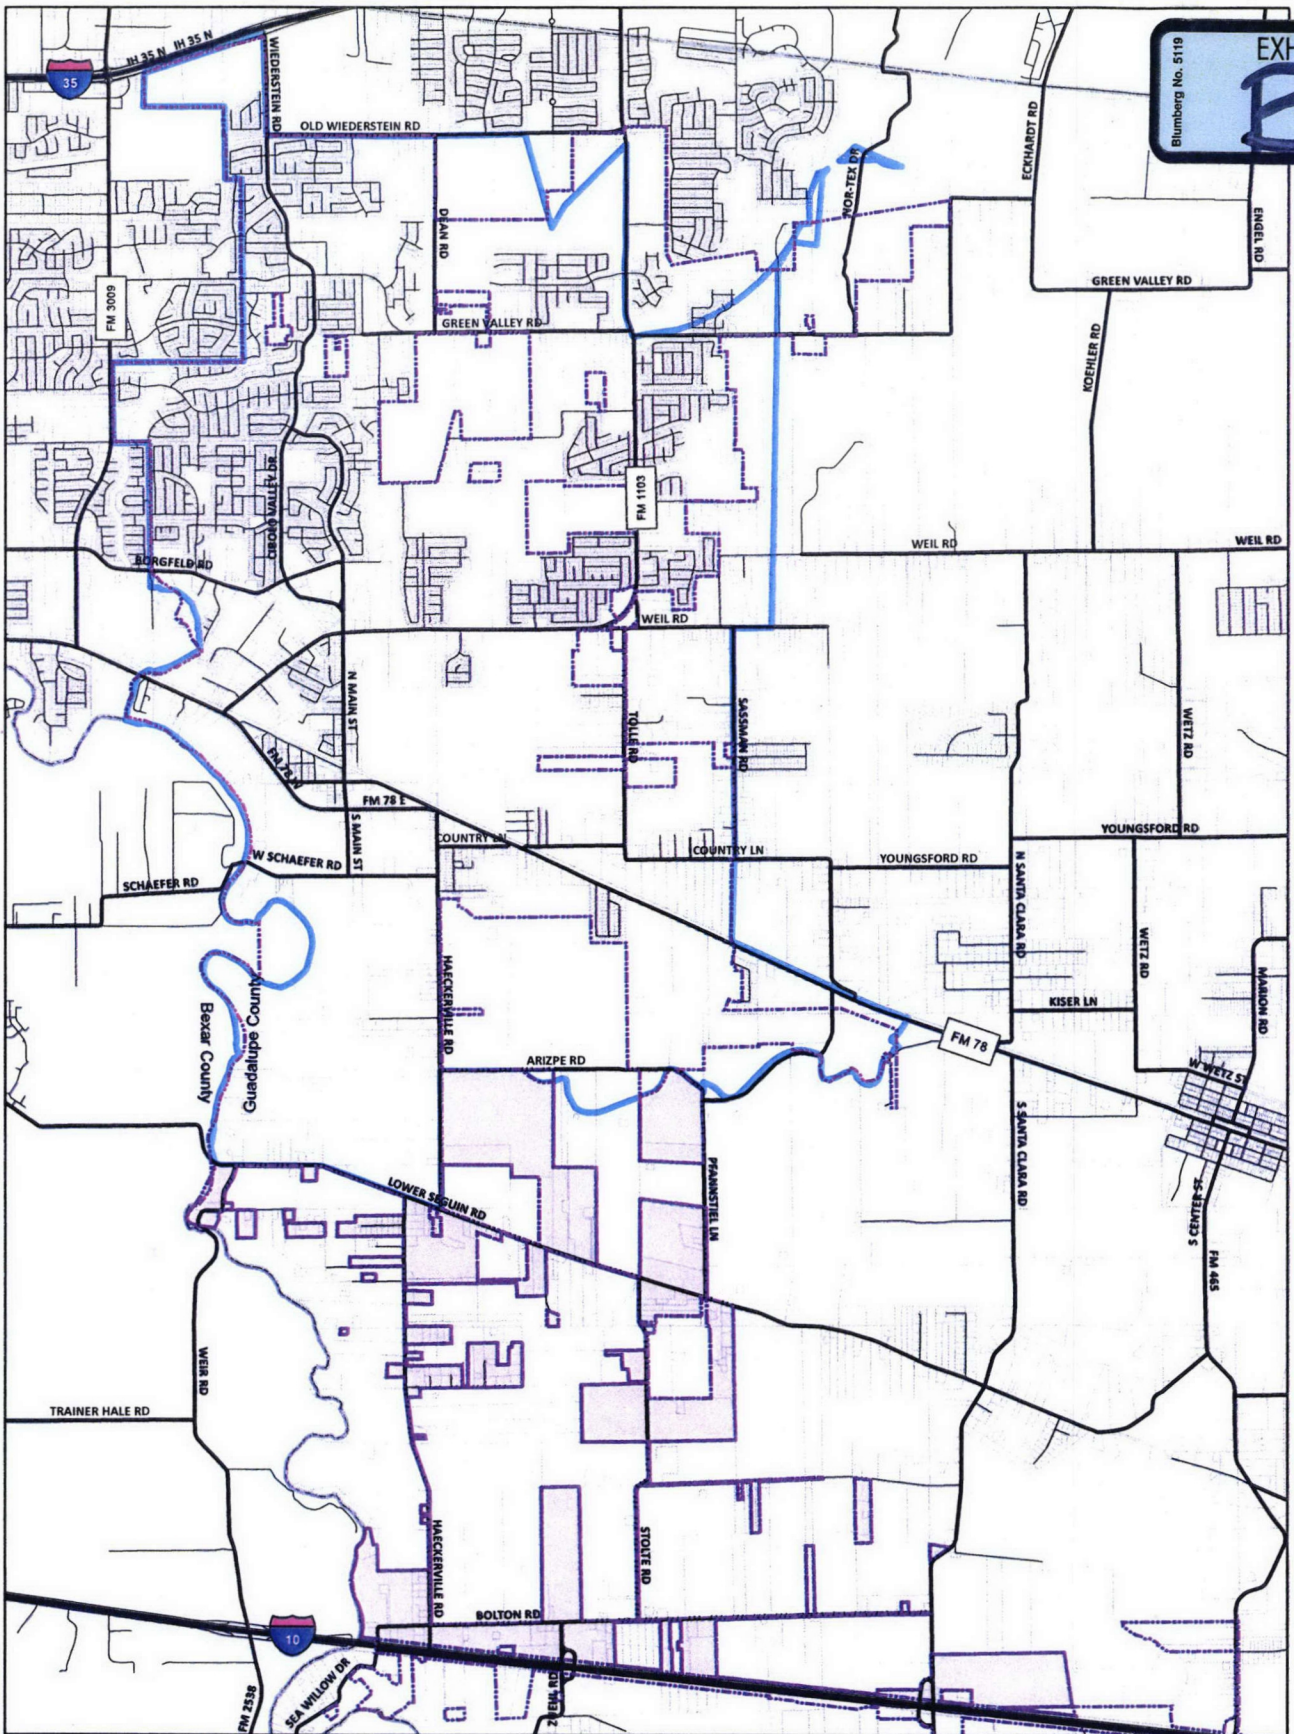 IH 35 N IH 35 N
35
WIEDERSTEIN RD
Blumberg No. 5119
EXH
OLD WIEDERSTEIN RD
ECKHARDT RD
NOR-TEX DR
DEAN RD
ENGEL RD
FM 3009
GREEN VALLEY RD
GREEN VALLEY RD
KOEHLER RD
CIBOLO VALLEY DR
FM 1103
BORGFELD RD
WEIL RD
WEIL RD
WEIL RD
N MAIN ST
TOLLE RD
SASSMAN RD
WETZ RD
FM 78 W
FM 78 E
S MAIN ST
COUNTRY LN
COUNTRY LN
YOUNGSFORD RD
YOUNGSFORD RD
W SCHAEFER RD
SCHAEFER RD
N SANTA CLARA RD
WETZ RD
MARION RD
HAECKERVILLE RD
Guadalupe County
Bexar County
KISER LN
FM 78
ARIZPE RD
W WETZ ST
S SANTA CLARA RD
PFANNSTIEL LN
LOWER SEGUIN RD
S CENTER ST
FM 465
WEIR RD
TRAINER HALE RD
HAECKERVILLE RD
STOLTE RD
BOLTON RD
10
SEA WILLOW DR
FM 2538
ZUEHL RD